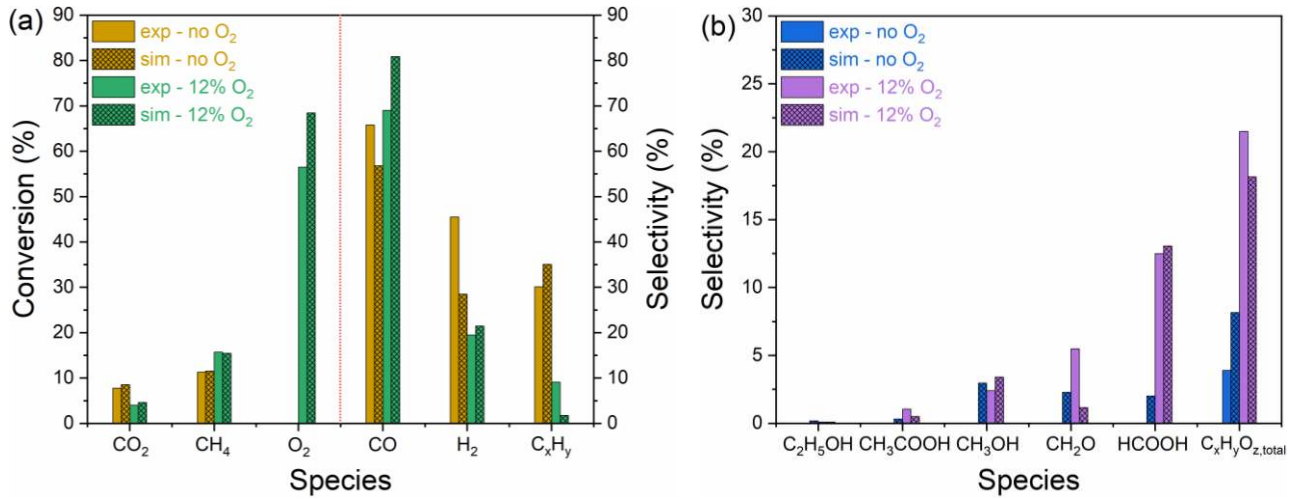 (a)
exp - no O₂
sim - no O₂
exp - 12% O₂
sim - 12% O₂
Conversion (%)
90
80
70
60
50
40
30
20
10
0
CO₂
CH₄
O₂
CO
H₂
CₓHᵧ
Species
90
80
70
60
50
40
30
20
10
0
Selectivity (%)
(b)
exp - no O₂
sim - no O₂
exp - 12% O₂
sim - 12% O₂
Selectivity (%)
30
25
20
15
10
5
0
C₂H₅OH
CH₃COOH
CH₃OH
CH₂O
HCOOH
CₓHᵧO_z,total
Species